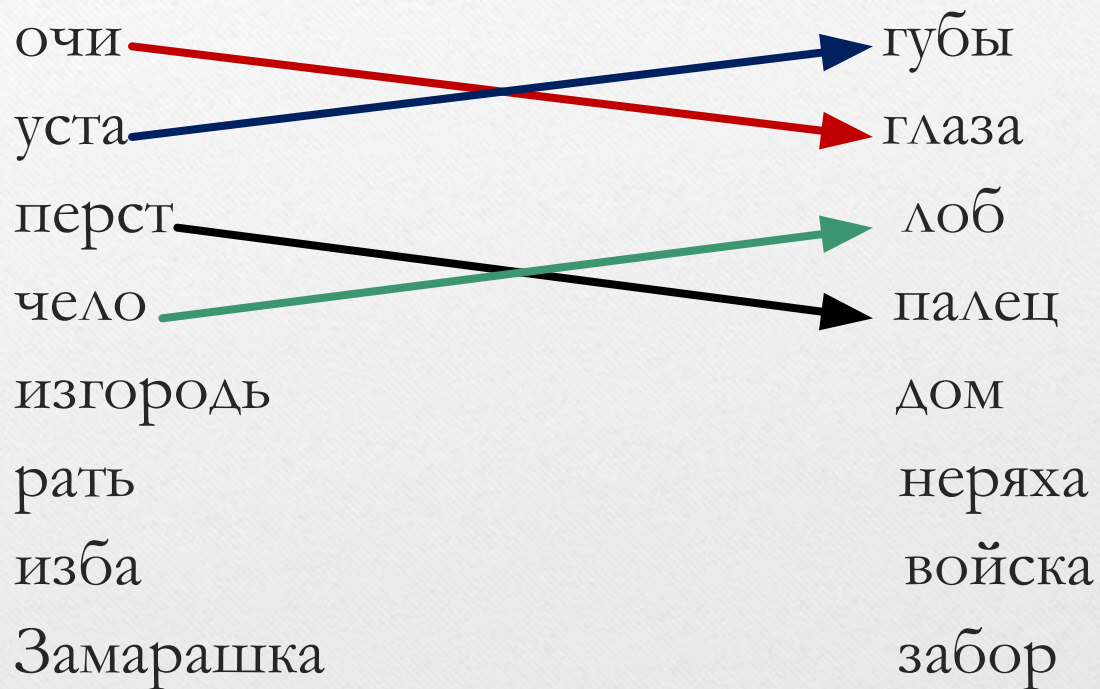 очи губы
уста глаза
перст лоб
чело палец
изгородь дом
рать неряха
изба войска
Замарашка забор